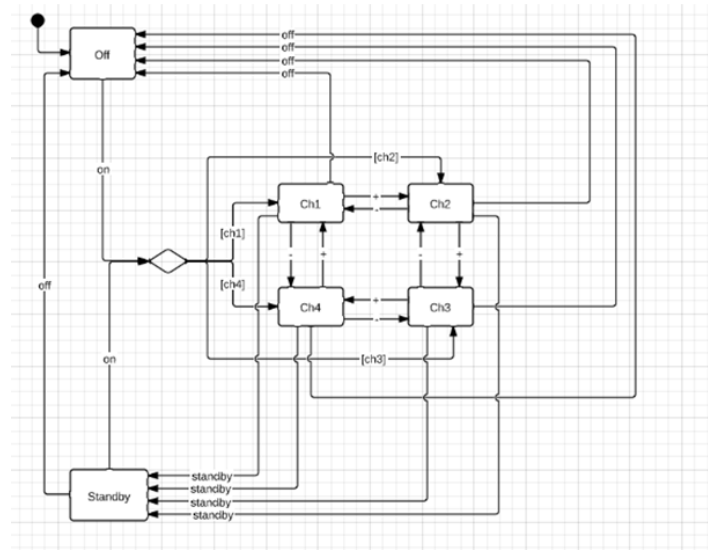 off
off
Off
off
off
[ch2]
on
Ch1
+
Ch2
-
[ch1]
-
+
-
+
[ch4]
off
Ch4
+
Ch3
-
on
[ch3]
standby
standby
Standby
standby
standby